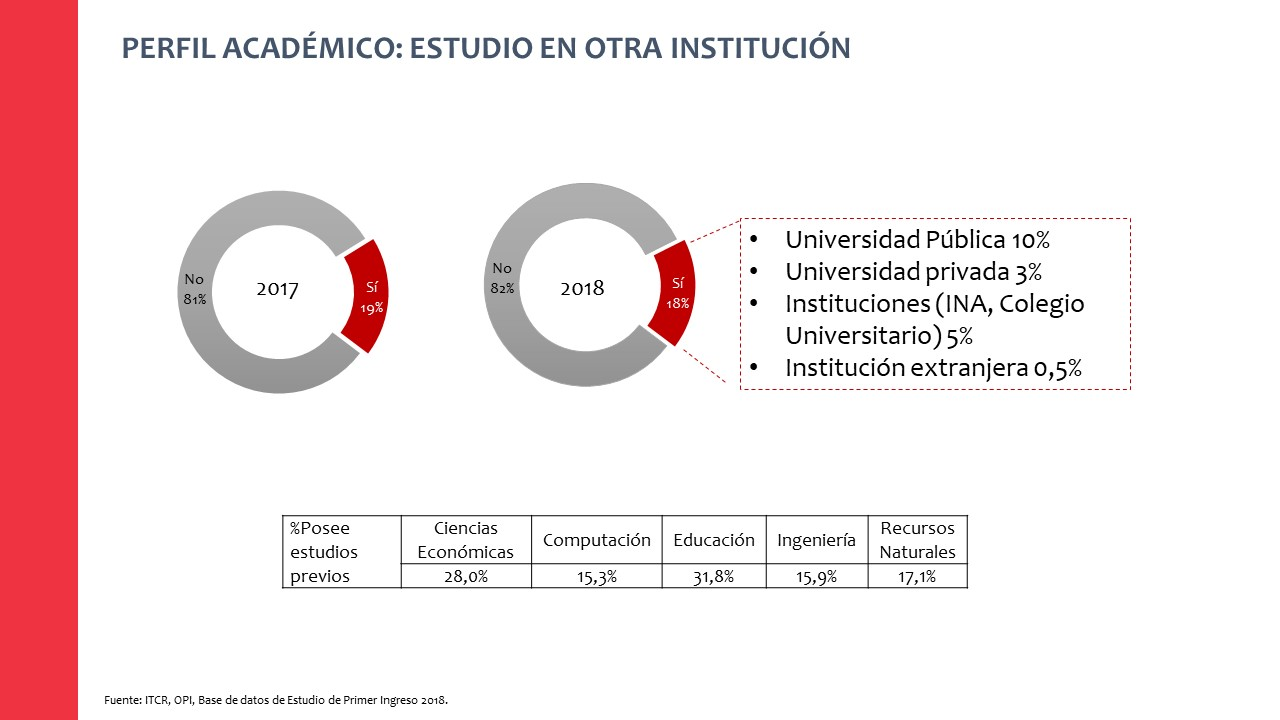 PERFIL ACADÉMICO: ESTUDIO EN OTRA INSTITUCIÓN
No
81%
2017
Sí
19%
No
82%
2018
Sí
18%
• Universidad Pública 10%
• Universidad privada 3%
• Instituciones (INA, Colegio
Universitario) 5%
• Institución extranjera 0,5%
%Posee
estudios
previos
Ciencias
Económicas
Computación
Educación
Ingeniería
Recursos
Naturales
28,0%
15,3%
31,8%
15,9%
17,1%
Fuente: ITCR, OPI, Base de datos de Estudio de Primer Ingreso 2018.